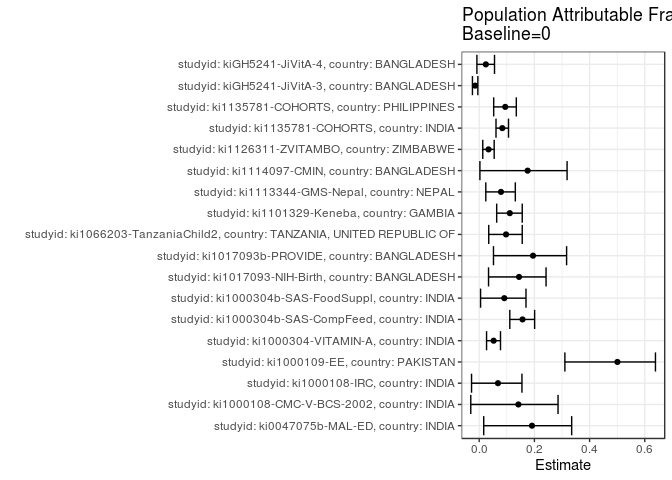 Population Attributable Fra
Baseline=0
studyid: kiGH5241-JiVitA-4, country: BANGLADESH
studyid: kiGH5241-JiVitA-3, country: BANGLADESH
studyid: ki1135781-COHORTS, country: PHILIPPINES
studyid: ki1135781-COHORTS, country: INDIA
studyid: ki1126311-ZVITAMBO, country: ZIMBABWE
studyid: ki1114097-CMIN, country: BANGLADESH
studyid: ki1113344-GMS-Nepal, country: NEPAL
studyid: ki1101329-Keneba, country: GAMBIA
studyid: ki1066203-TanzaniaChild2, country: TANZANIA, UNITED REPUBLIC OF
studyid: ki1017093b-PROVIDE, country: BANGLADESH
studyid: ki1017093-NIH-Birth, country: BANGLADESH
studyid: ki1000304b-SAS-FoodSuppl, country: INDIA
studyid: ki1000304b-SAS-CompFeed, country: INDIA
studyid: ki1000304-VITAMIN-A, country: INDIA
studyid: ki1000109-EE, country: PAKISTAN
studyid: ki1000108-IRC, country: INDIA
studyid: ki1000108-CMC-V-BCS-2002, country: INDIA
studyid: ki0047075b-MAL-ED, country: INDIA
0.0 0.2 0.4 0.6
Estimate